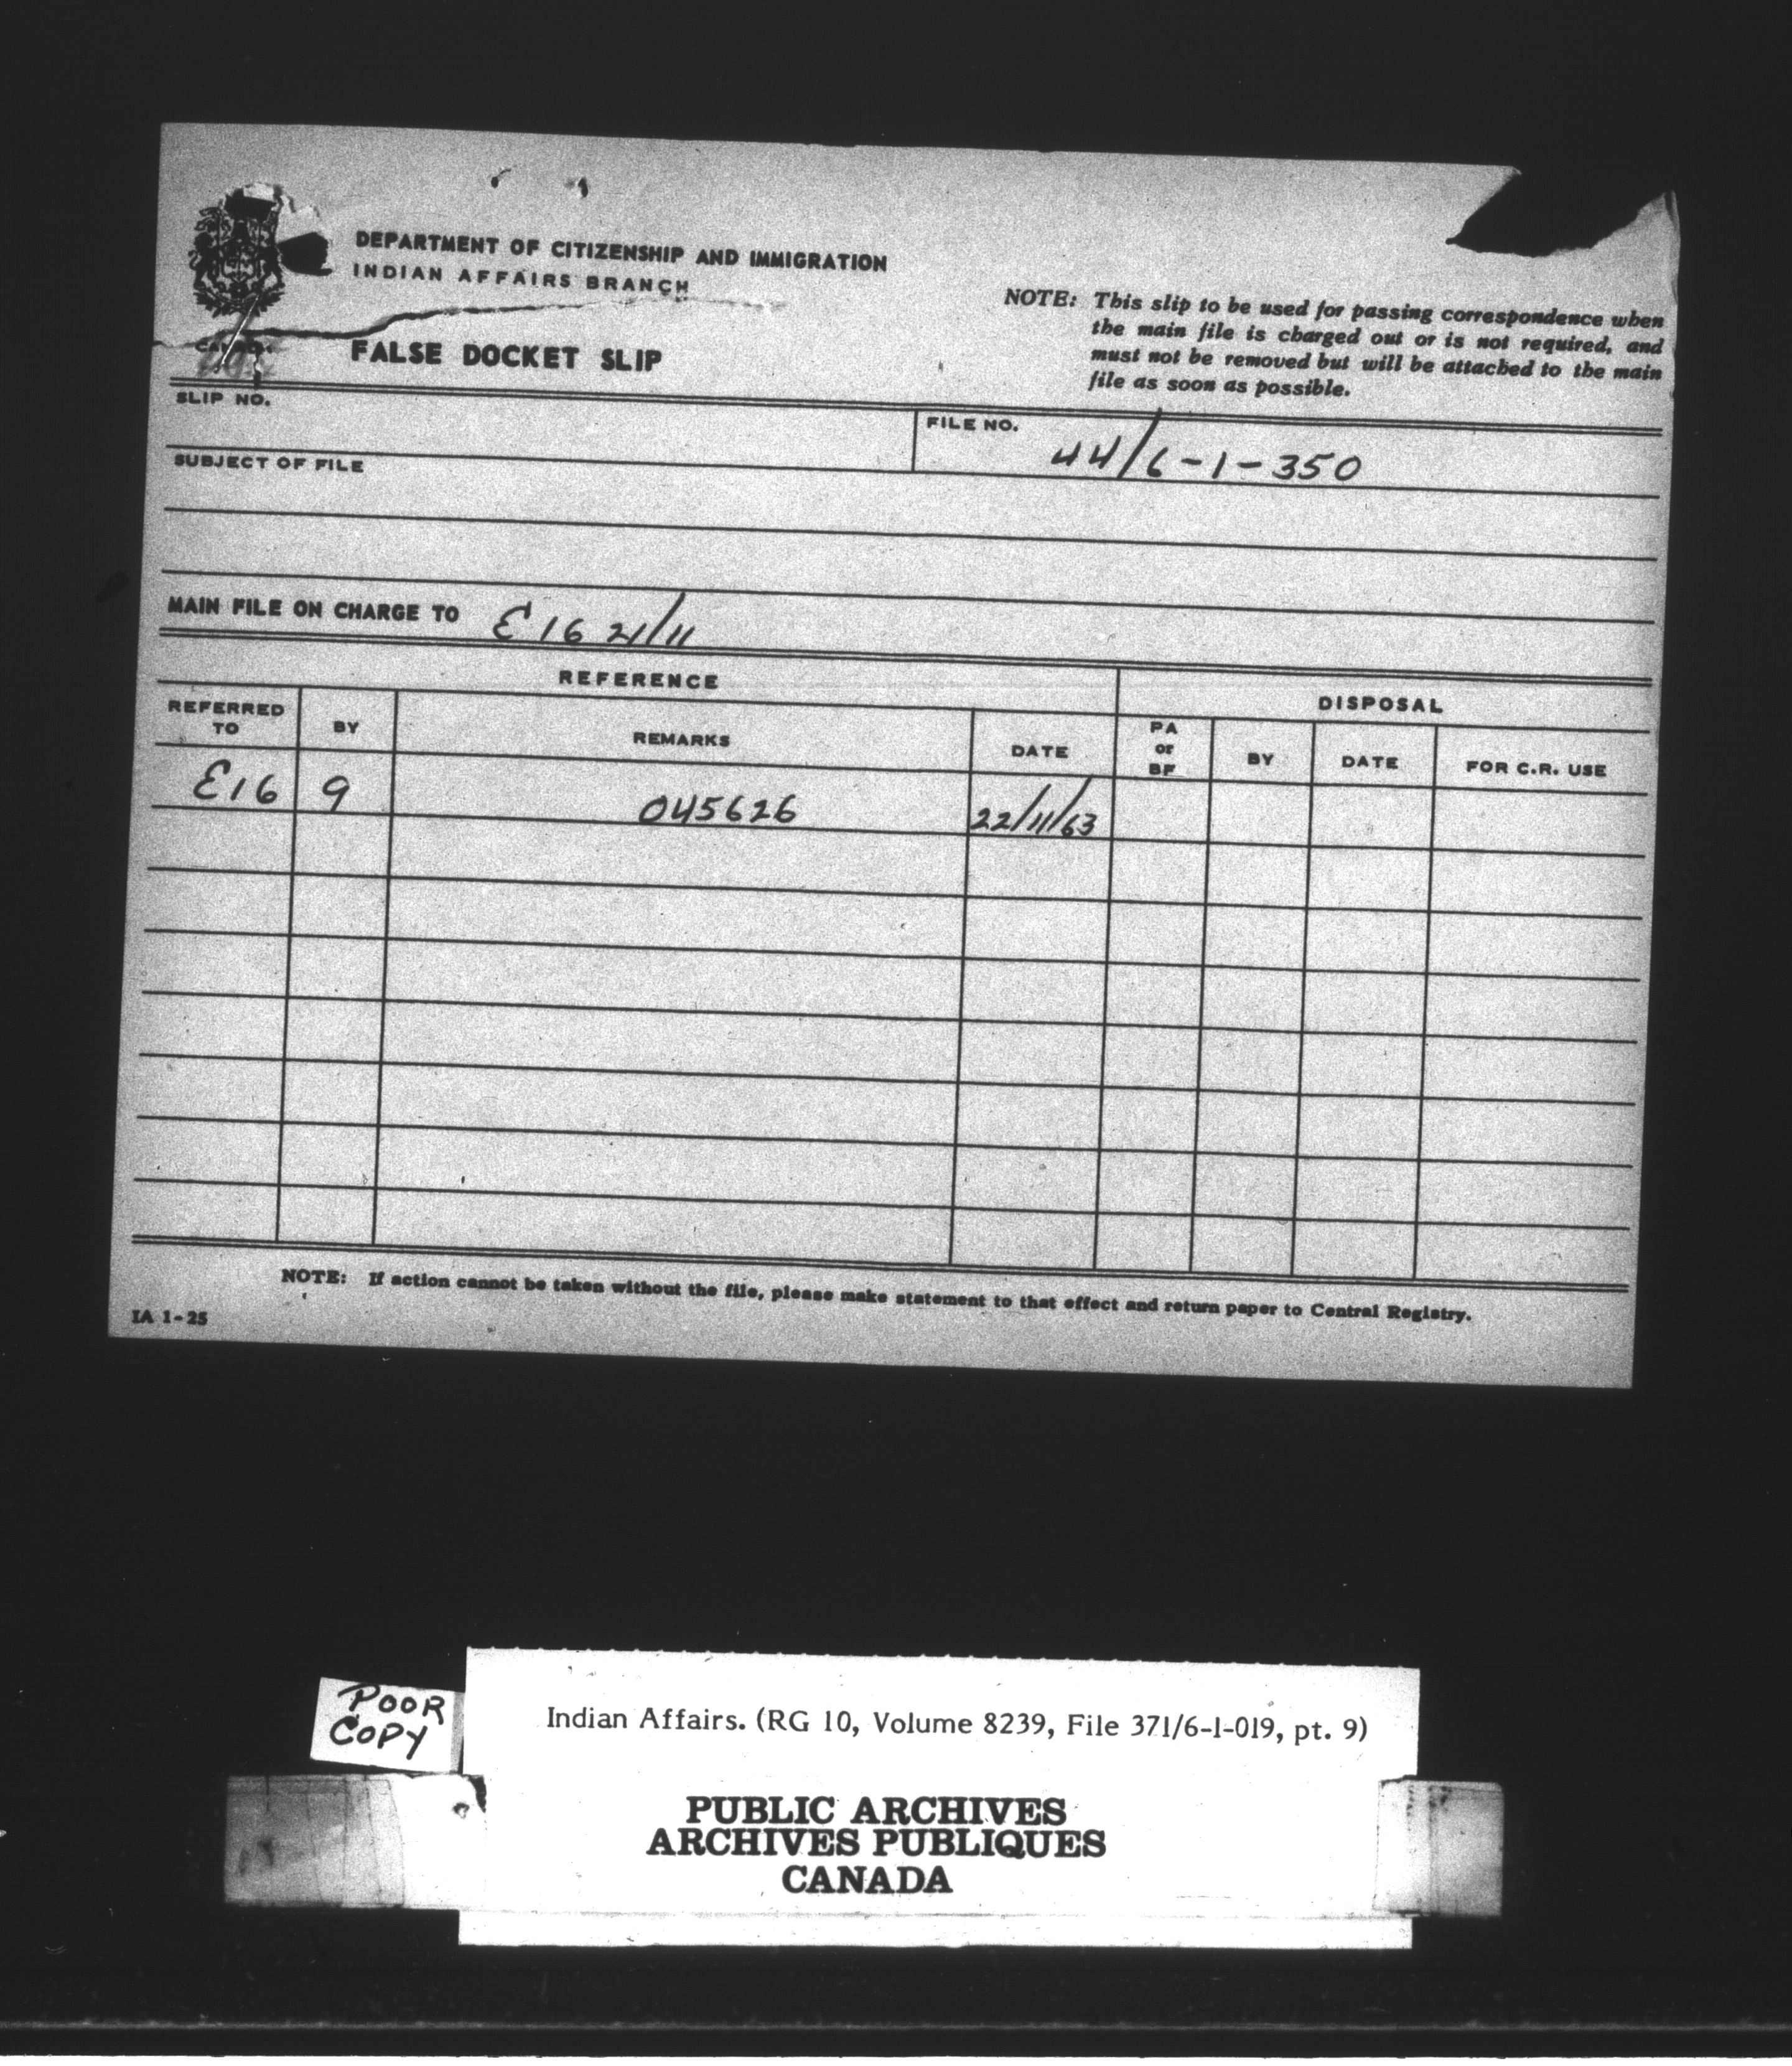 DEPARTMENT OF CITIZENSHIP AND IMMIGRATION
INDIAN AFFAIRS BRANCH
FALSE DOCKET SLIP
NOTE: This slip to be used for passing correspondence when
the main file is charged out or is not required, and
must not be removed but will be attached to the main
file as soon as possible.
SLIP NO.
FILE NO. 44/6-1-350
SUBJECT OF FILE
MAIN FILE ON CHARGE TO E16 21/11
REFERENCE
DISPOSAL
REFERRED TO BY REMARKS DATE PA or BF BY DATE FOR C.R. USE
E16 9 045626 22/11/63
NOTE: If action cannot be taken without the file, please make statement to that effect and return paper to Central Registry.
IA 1-25
POOR
COPY
Indian Affairs. (RG 10, Volume 8239, File 371/6-1-019, pt. 9)
PUBLIC ARCHIVES
ARCHIVES PUBLIQUES
CANADA